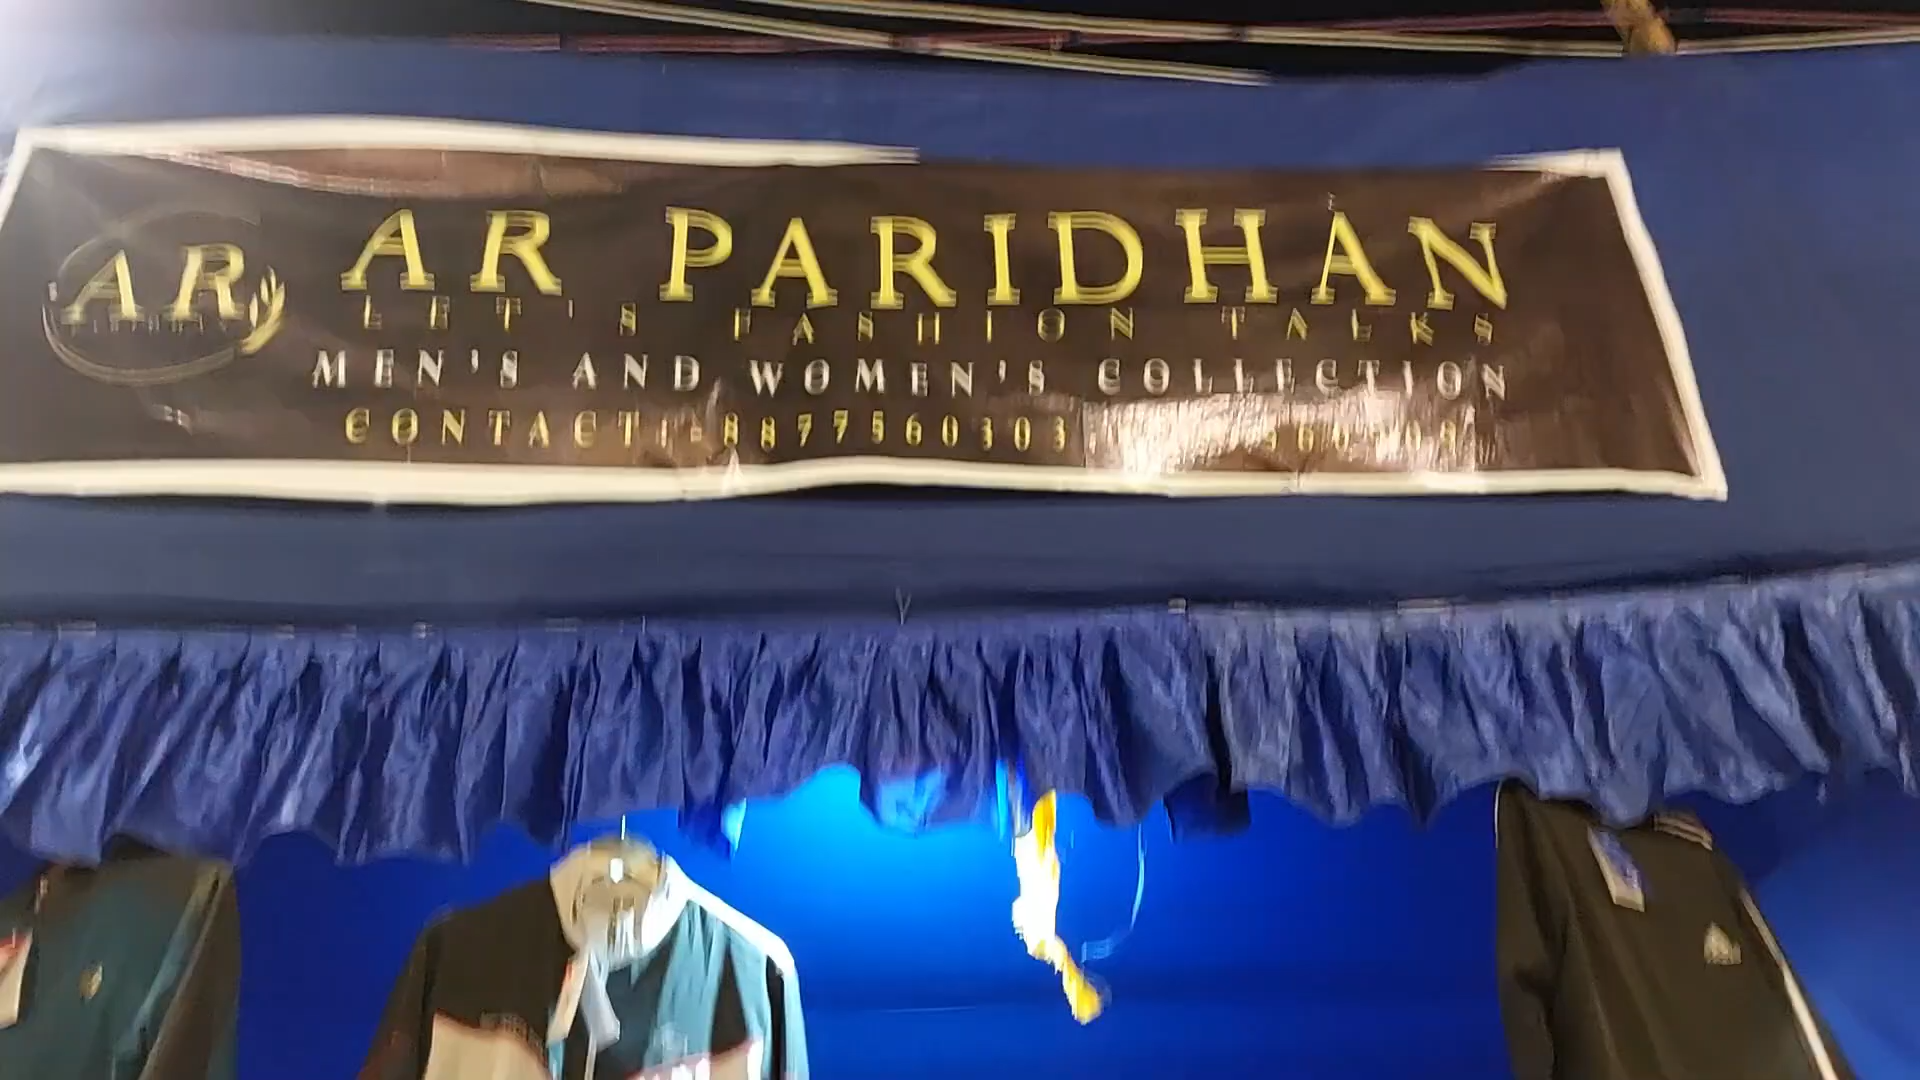 AR
AR PARIDHAN
LET'S FASHION TALKS
MEN'S AND WOMEN'S COLLECTION
CONTACT:-8877560303